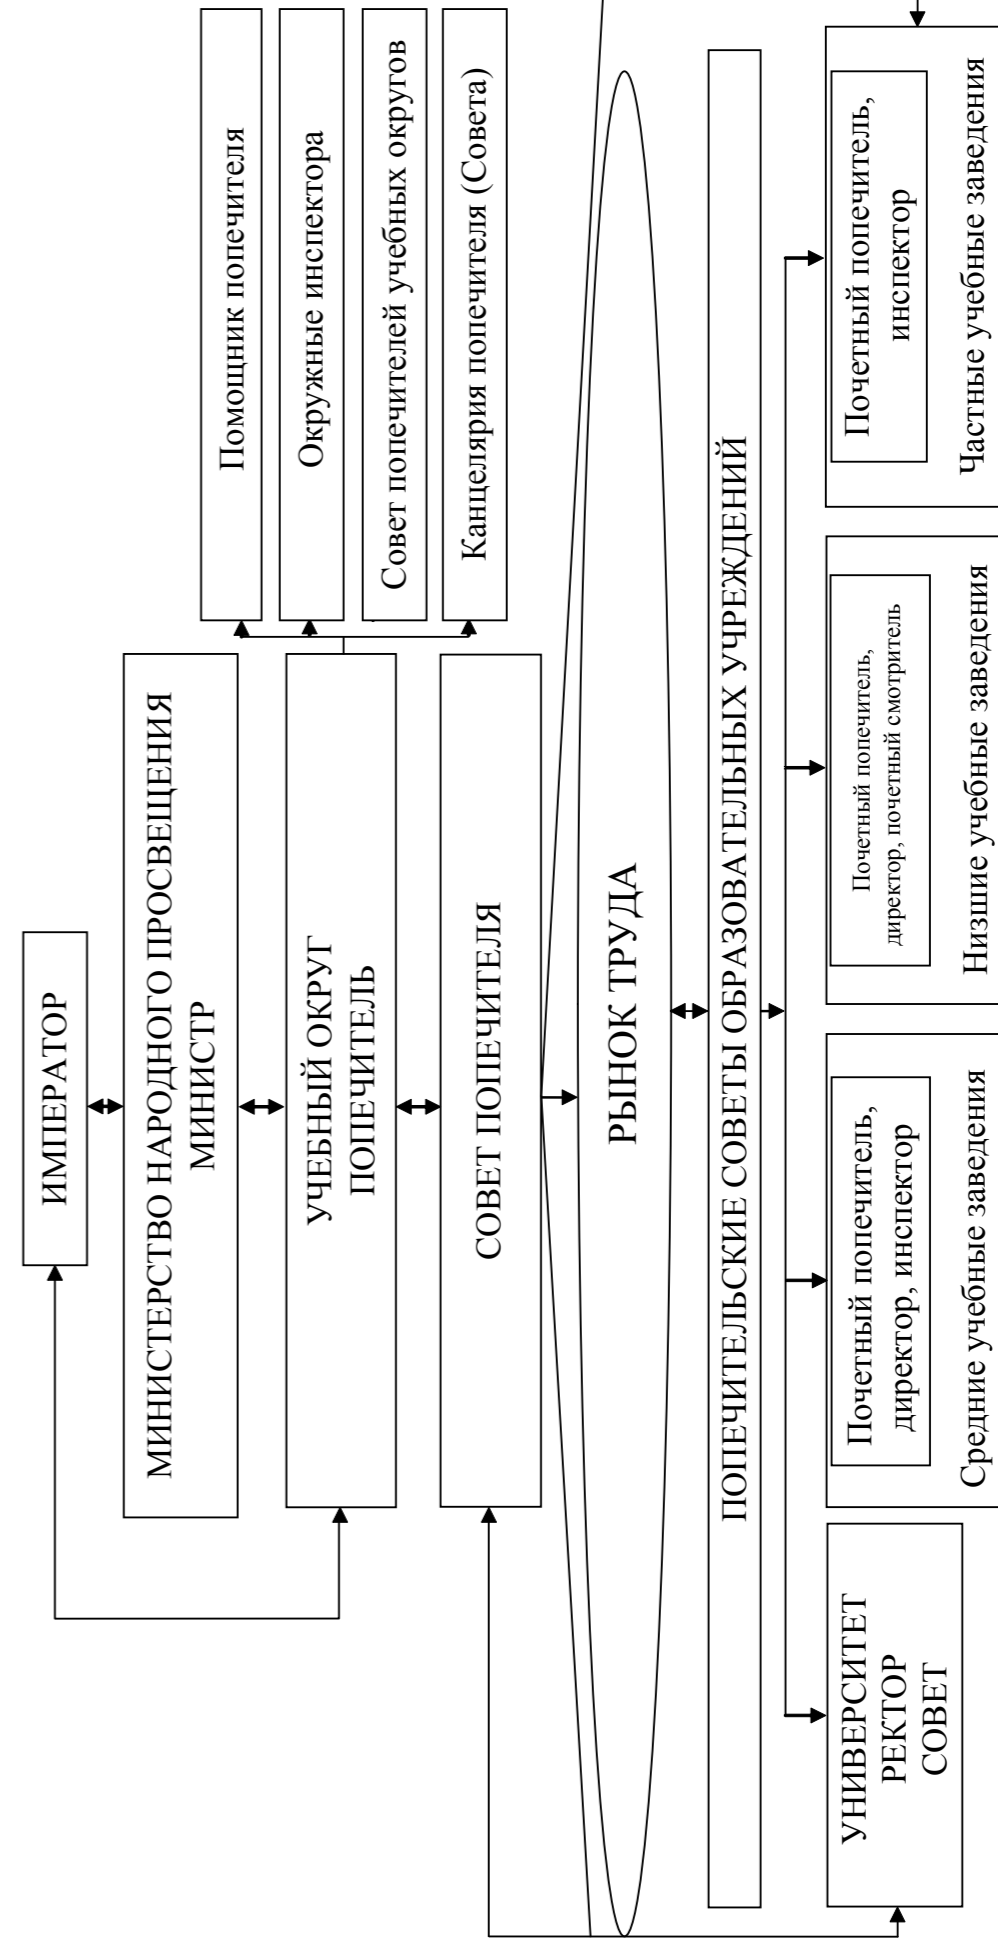 ИМПЕРАТОР
МИНИСТЕРСТВО НАРОДНОГО ПРОСВЕЩЕНИЯ
МИНИСТР
УЧЕБНЫЙ ОКРУГ
ПОПЕЧИТЕЛЬ
Помощник попечителя
Окружные инспектора
Совет попечителей учебных округов
Канцелярия попечителя (Совета)
СОВЕТ ПОПЕЧИТЕЛЯ
РЫНОК ТРУДА
ПОПЕЧИТЕЛЬСКИЕ СОВЕТЫ ОБРАЗОВАТЕЛЬНЫХ УЧРЕЖДЕНИЙ
УНИВЕРСИТЕТ
РЕКТОР
СОВЕТ
Почетный попечитель,
директор, инспектор
Средние учебные заведения
Почетный попечитель,
директор, почетный смотритель
Низшие учебные заведения
Почетный попечитель,
инспектор
Частные учебные заведения